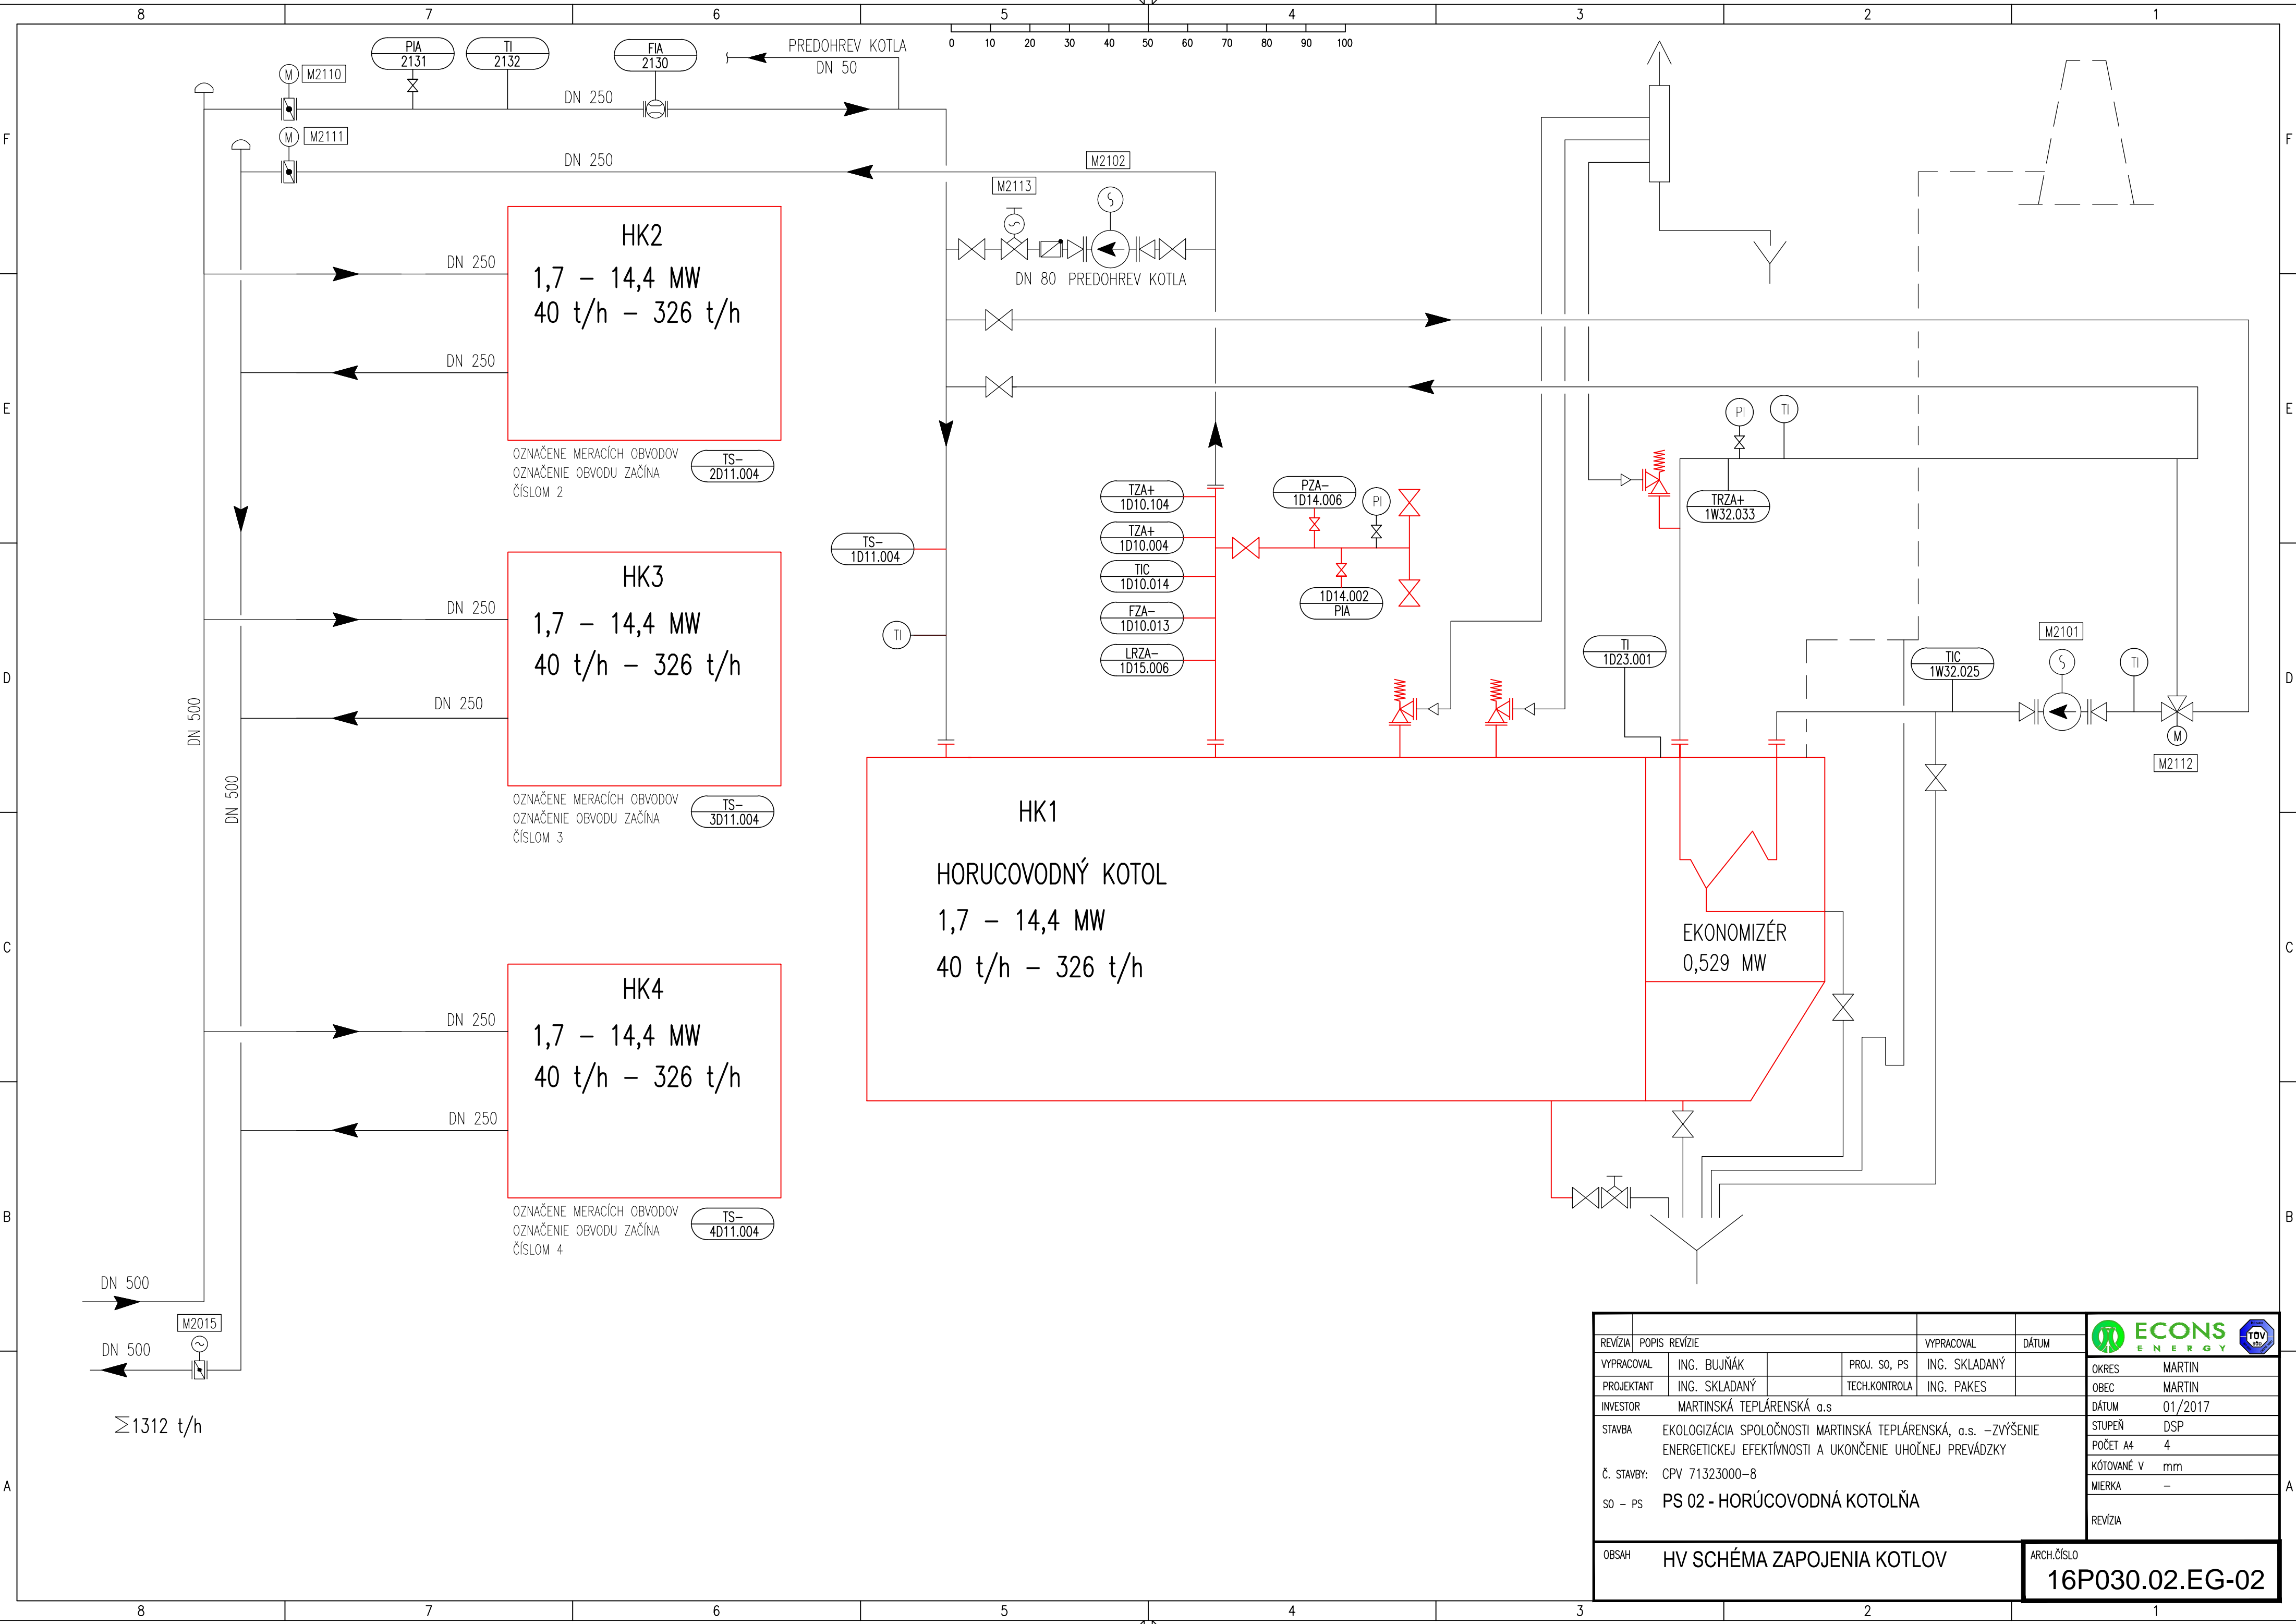 8 7 6 5 4 3 2 1
0 10 20 30 40 50 60 70 80 90 100
F
E
D
C
B
A
F
E
D
C
B
A
PIA
2131
TI
2132
FIA
2130
PREDOHREV KOTLA
DN 50
M M2110
DN 250
M M2111
DN 250
M2102
M2113
S
DN 80 PREDOHREV KOTLA
HK2
1,7 – 14,4 MW
40 t/h – 326 t/h
DN 250
DN 250
OZNAČENE MERACÍCH OBVODOV
OZNAČENIE OBVODU ZAČÍNA
ČÍSLOM 2
TS–
2D11.004
HK3
1,7 – 14,4 MW
40 t/h – 326 t/h
DN 250
DN 250
OZNAČENE MERACÍCH OBVODOV
OZNAČENIE OBVODU ZAČÍNA
ČÍSLOM 3
TS–
3D11.004
DN 500
DN 500
HK4
1,7 – 14,4 MW
40 t/h – 326 t/h
DN 250
DN 250
OZNAČENE MERACÍCH OBVODOV
OZNAČENIE OBVODU ZAČÍNA
ČÍSLOM 4
TS–
4D11.004
DN 500
M2015
DN 500
∑1312 t/h
TS–
1D11.004
TI
TZA+
1D10.104
TZA+
1D10.004
TIC
1D10.014
FZA–
1D10.013
LRZA–
1D15.006
PZA–
1D14.006
PI
1D14.002
PIA
PI
TI
TRZA+
1W32.033
TI
1D23.001
TIC
1W32.025
M2101
S
TI
M
M2112
HK1
HORUCOVODNÝ KOTOL
1,7 – 14,4 MW
40 t/h – 326 t/h
EKONOMIZÉR
0,529 MW
REVÍZIA POPIS REVÍZIE VYPRACOVAL DÁTUM
VYPRACOVAL ING. BUJŇÁK PROJ. SO, PS ING. SKLADANÝ
PROJEKTANT ING. SKLADANÝ TECH.KONTROLA ING. PAKES
INVESTOR MARTINSKÁ TEPLÁRENSKÁ a.s
STAVBA EKOLOGIZÁCIA SPOLOČNOSTI MARTINSKÁ TEPLÁRENSKÁ, a.s. –ZVÝŠENIE
ENERGETICKEJ EFEKTÍVNOSTI A UKONČENIE UHOĽNEJ PREVÁDZKY
Č. STAVBY: CPV 71323000–8
SO – PS PS 02 - HORÚCOVODNÁ KOTOLŇA
OBSAH HV SCHÉMA ZAPOJENIA KOTLOV
ECONS
ENERGY
TÜV
OKRES MARTIN
OBEC MARTIN
DÁTUM 01/2017
STUPEŇ DSP
POČET A4 4
KÓTOVANÉ V mm
MIERKA –
REVÍZIA
ARCH.ČÍSLO
16P030.02.EG-02
8 7 6 5 4 3 2 1